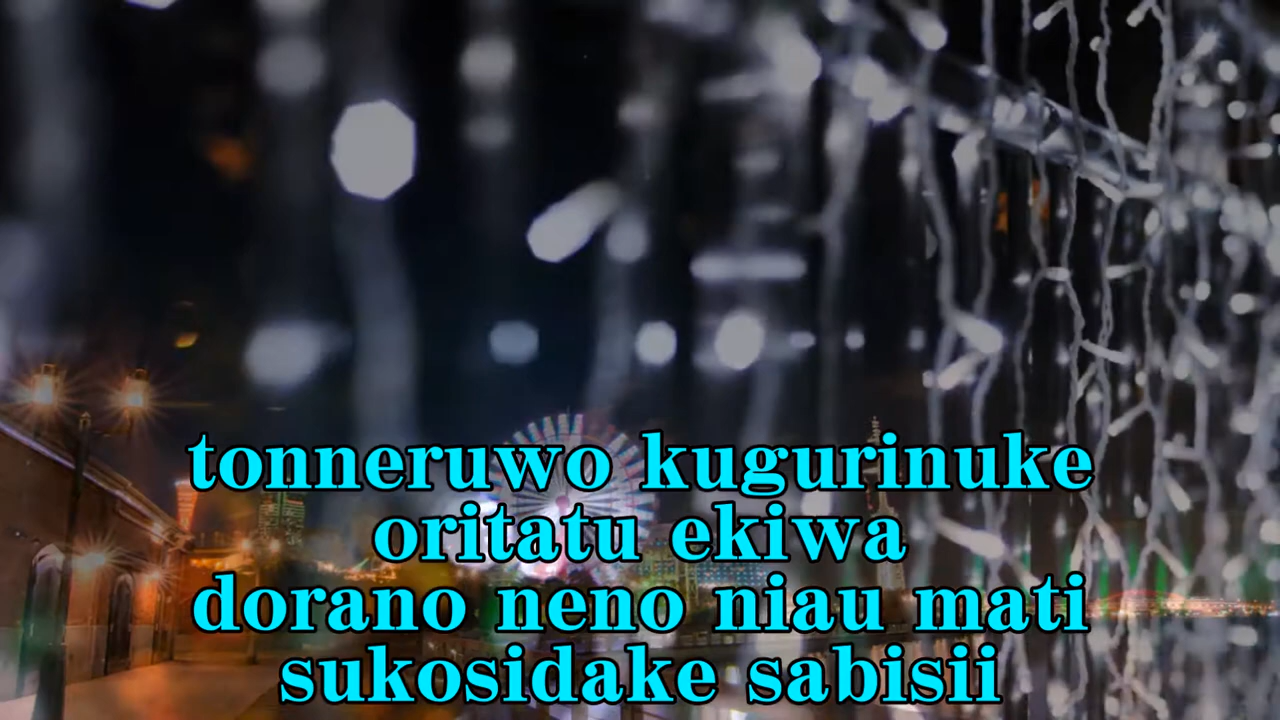 tonneruwo kugurinuke
oritatu ekiwa
dorano neno niau mati
sukosidake sabisii